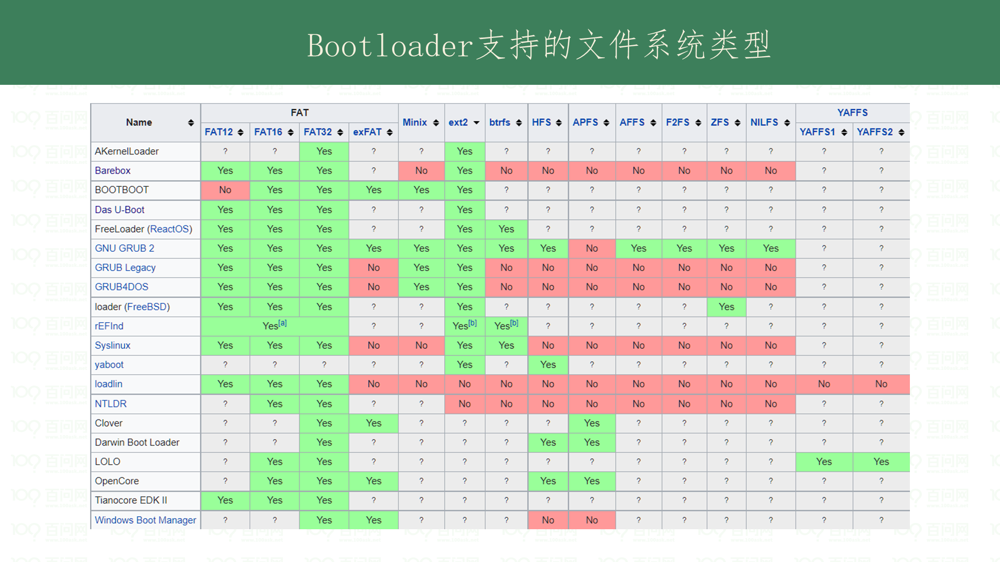 Bootloader支持的文件系统类型
Name FAT Minix ext2 btrfs HFS APFS AFFS F2FS ZFS NILFS YAFFS
FAT12 FAT16 FAT32 exFAT YAFFS1 YAFFS2
AKernelLoader ? ? Yes ? ? Yes ? ? ? ? ? ? ? ? ?
Barebox Yes Yes Yes ? No Yes No No No No No No No ? ?
BOOTBOOT No Yes Yes Yes Yes Yes ? ? ? ? ? ? ? ? ?
Das U-Boot Yes Yes Yes ? ? Yes ? ? ? ? ? ? ? ? ?
FreeLoader (ReactOS) Yes Yes Yes ? ? Yes Yes ? ? ? ? ? ? ? ?
GNU GRUB 2 Yes Yes Yes Yes Yes Yes Yes Yes No Yes Yes Yes Yes ? ?
GRUB Legacy Yes Yes Yes No Yes Yes No No No No No No No ? ?
GRUB4DOS Yes Yes Yes No Yes Yes No No No No No No No ? ?
loader (FreeBSD) Yes Yes Yes ? ? Yes ? ? ? ? ? Yes ? ? ?
rEFInd Yes[a] ? ? Yes[b] Yes[b] ? ? ? ? ? ? ? ?
Syslinux Yes Yes Yes No No Yes Yes No No No No No No ? ?
yaboot ? ? ? ? ? Yes ? Yes ? ? ? ? ? ? ?
loadlin Yes Yes Yes No No No No No No No No No No No No
NTLDR ? Yes Yes ? ? No No No No No No No No ? ?
Clover ? ? Yes Yes ? ? ? ? Yes ? ? ? ? ? ?
Darwin Boot Loader ? ? Yes ? ? ? ? Yes Yes ? ? ? ? ? ?
LOLO ? Yes Yes ? ? ? ? ? ? ? ? ? ? Yes Yes
OpenCore ? Yes Yes Yes ? ? ? Yes Yes ? ? ? ? ? ?
Tianocore EDK II Yes Yes Yes ? ? ? ? ? ? ? ? ? ? ? ?
Windows Boot Manager ? ? Yes Yes ? ? ? No No ? ? ? ? ? ?